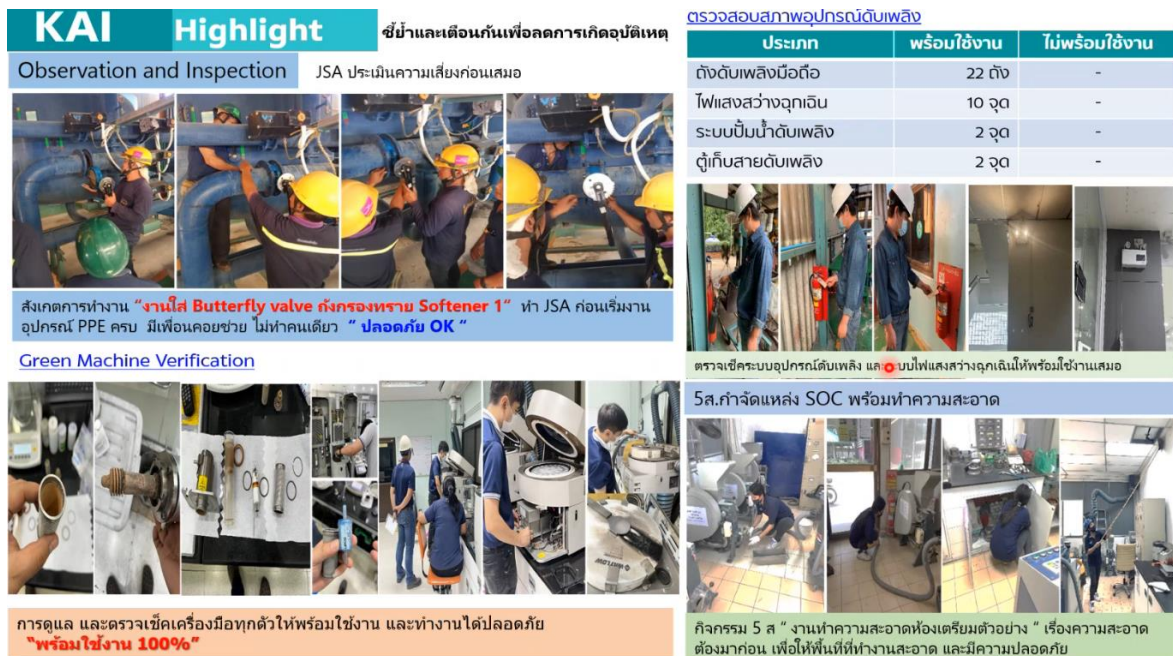 KAI Highlight ชี้ย้ำและเตือนกันเพื่อลดการเกิดอุบัติเหตุ
Observation and Inspection JSA ประเมินความเสี่ยงก่อนเสมอ
สังเกตการทำงาน "งานใส่ Butterfly valve ถังกรองทราย Softener 1" ทำ JSA ก่อนเริ่มงาน
อุปกรณ์ PPE ครบ มีเพื่อนคอยช่วย ไม่ทำคนเดียว " ปลอดภัย OK "
Green Machine Verification
การดูแล และตรวจเช็คเครื่องมือทุกตัวให้พร้อมใช้งาน และทำงานได้ปลอดภัย
"พร้อมใช้งาน 100%"
ตรวจสอบสภาพอุปกรณ์ดับเพลิง
ประเภท พร้อมใช้งาน ไม่พร้อมใช้งาน
ถังดับเพลิงมือถือ 22 ถัง -
ไฟแสงสว่างฉุกเฉิน 10 จุด -
ระบบปั้มน้ำดับเพลิง 2 จุด -
ตู้เก็บสายดับเพลิง 2 จุด -
ตรวจเช็คระบบอุปกรณ์ดับเพลิง และ บบไฟแสงสว่างฉุกเฉินให้พร้อมใช้งานเสมอ
5ส.กำจัดแหล่ง SOC พร้อมทำความสะอาด
กิจกรรม 5 ส " งานทำความสะอาดห้องเตรียมตัวอย่าง " เรื่องความสะอาด
ต้องมาก่อน เพื่อให้พื้นที่ที่ทำงานสะอาด และมีความปลอดภัย